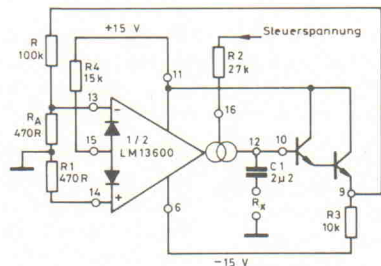 +15 V
Steuerspannung
R
100k
R4
15k
11
R2
27k
13
16
RA
470R
15
1/2
LM13600
12
10
C1
2µ2
R1
470R
14
6
Rx
9
R3
10k
−15 V